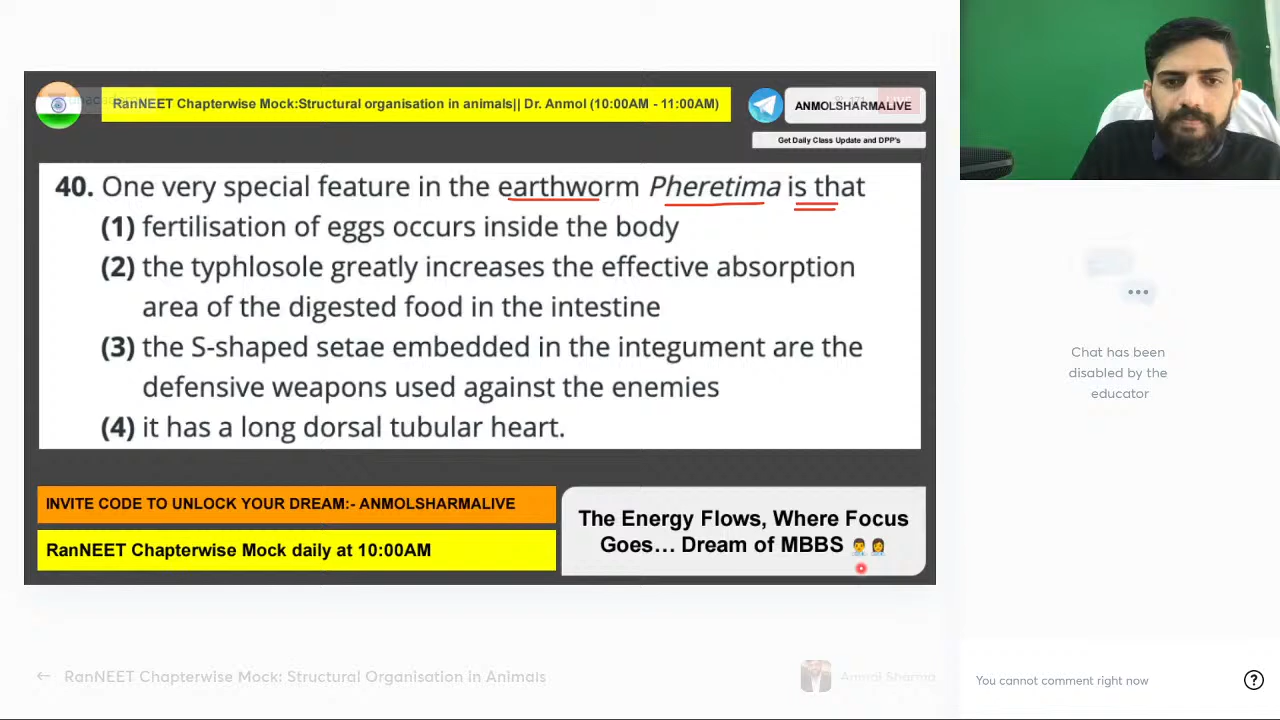 RanNEET Chapterwise Mock:Structural organisation in animals|| Dr. Anmol (10:00AM - 11:00AM)
ANMOLSHARMALIVE
Get Daily Class Update and DPP's
40. One very special feature in the earthworm Pheretima is that
(1) fertilisation of eggs occurs inside the body
(2) the typhlosole greatly increases the effective absorption
area of the digested food in the intestine
(3) the S-shaped setae embedded in the integument are the
defensive weapons used against the enemies
(4) it has a long dorsal tubular heart.
INVITE CODE TO UNLOCK YOUR DREAM:- ANMOLSHARMALIVE
RanNEET Chapterwise Mock daily at 10:00AM
The Energy Flows, Where Focus
Goes... Dream of MBBS
Chat has been
disabled by the
educator
RanNEET Chapterwise Mock: Structural Organisation in Animals
Anmol Sharma
You cannot comment right now